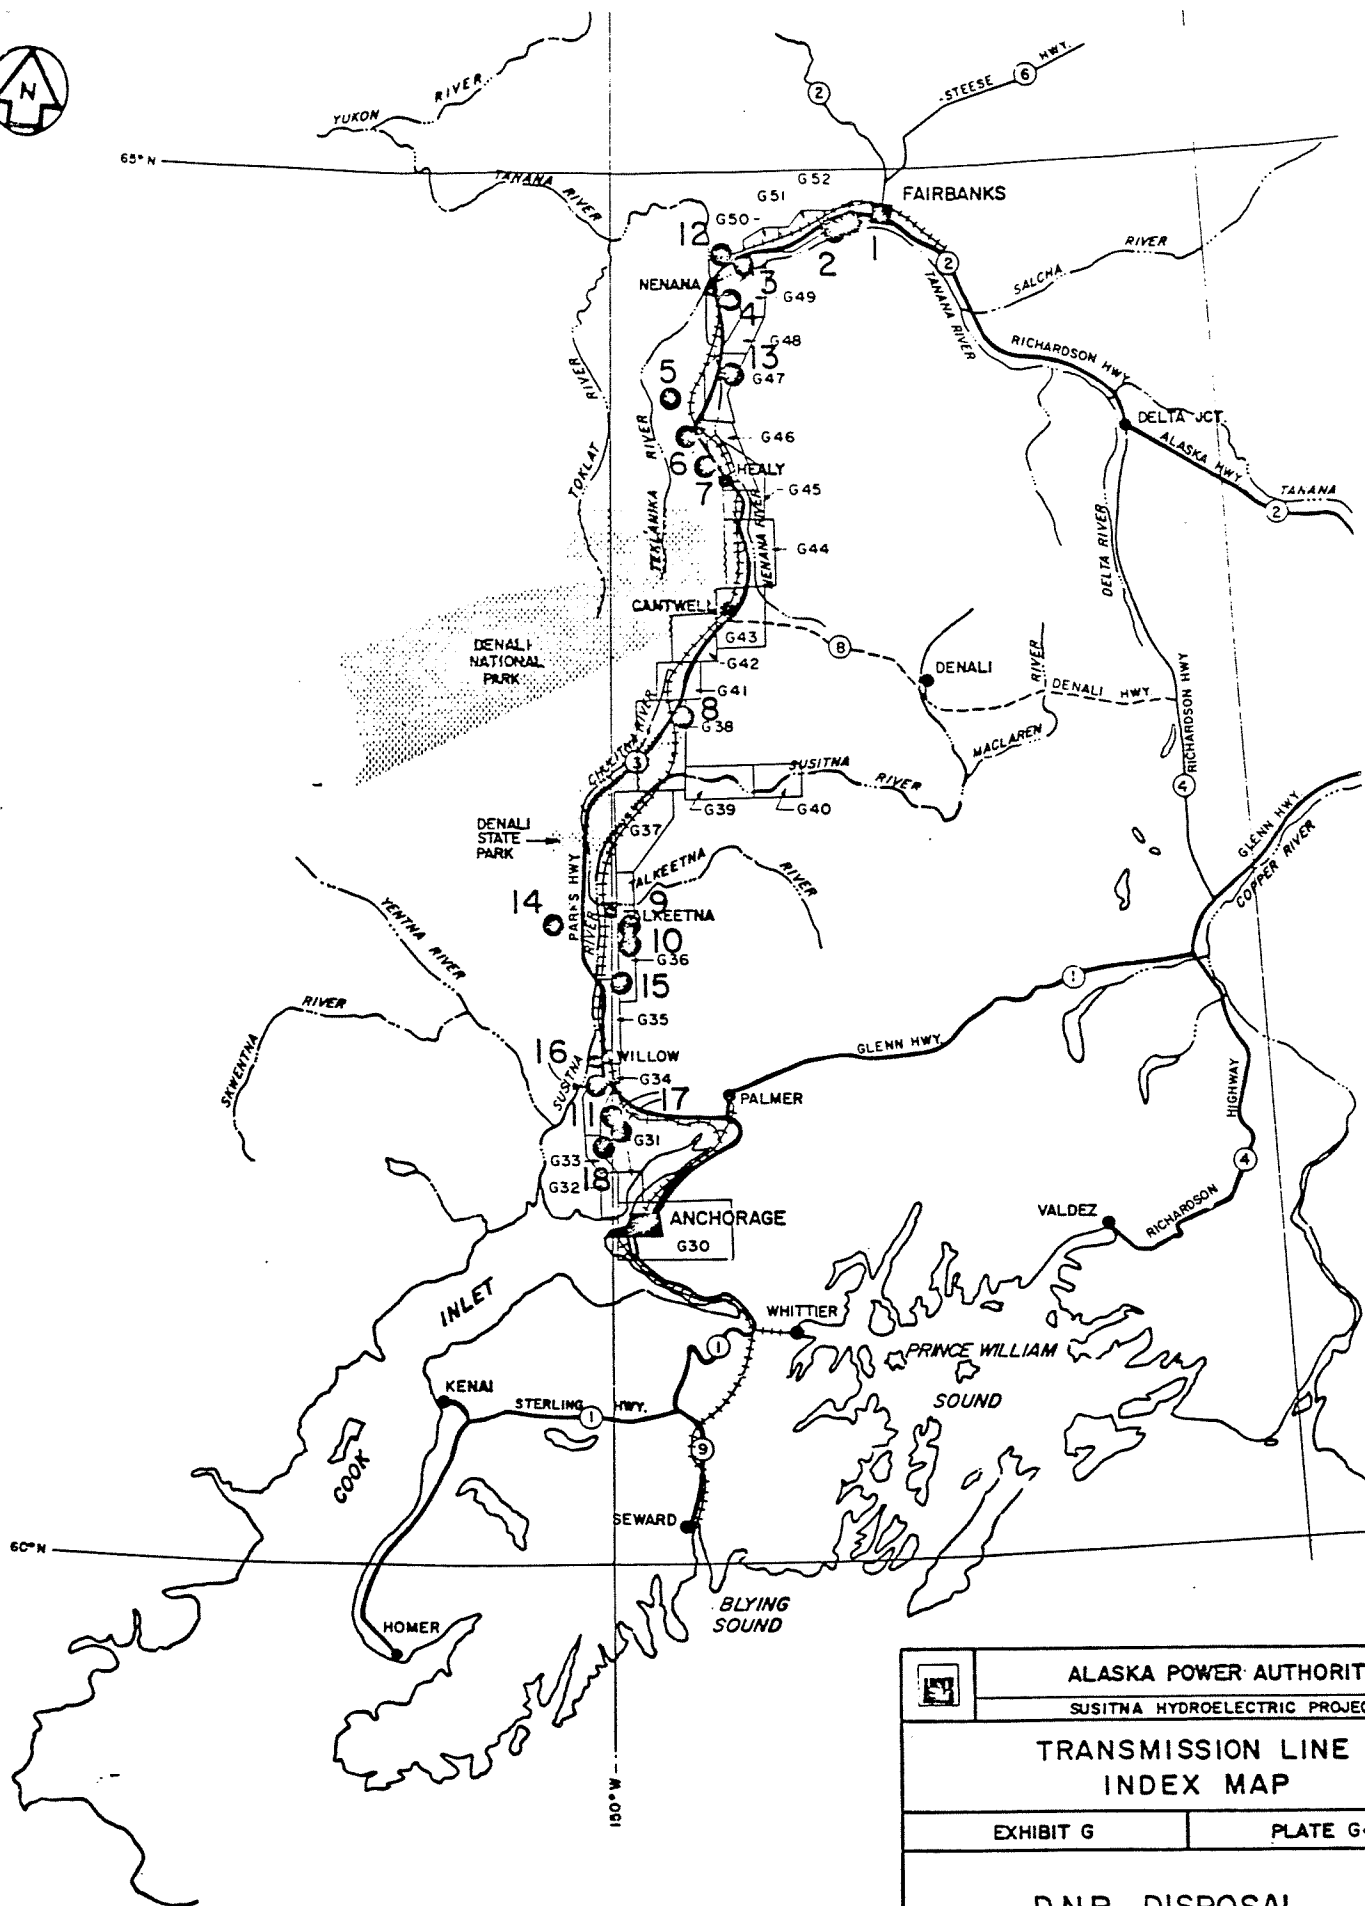 N
YUKON
RIVER
2
STEESE
6
HWY.
65° N
TANANA RIVER
G 52
G51
G50
FAIRBANKS
12
2
1
2
RIVER
SALCHA
NENANA
3
G49
4
TANANA RIVER
G48
RICHARDSON HWY
13
G47
5
RIVER
TOKLAT
RIVER
TEKLANIKA
DELTA JCT.
G46
ALASKA HWY
6
HEALY
7
G45
TANANA
2
NENANA RIVER
G44
DELTA RIVER
CANTWELL
G43
8
DENALI
NATIONAL
PARK
G42
DENALI
RIVER
G41
DENALI HWY
RICHARDSON HWY
8
G38
MACLAREN
CHULITNA RIVER
3
SUSITNA
RIVER
4
G39
G40
DENALI
STATE
PARK
G37
GLENN HWY
COPPER RIVER
TALKEETNA
RIVER
PARKS HWY
14
9
TALKEETNA
YENTNA RIVER
RIVER
10
G36
15
1
RIVER
G35
SKWENTNA
GLENN HWY.
16
WILLOW
SUSITNA
G34
17
PALMER
HIGHWAY
11
G31
G33
18
G32
4
ANCHORAGE
VALDEZ
RICHARDSON
G30
INLET
WHITTIER
1
PRINCE WILLIAM
SOUND
KENAI
STERLING
1
HWY.
COOK
9
SEWARD
60° N
BLYING
SOUND
HOMER
150° W
ALASKA POWER AUTHORIT
SUSITNA HYDROELECTRIC PROJEC
TRANSMISSION LINE
INDEX MAP
EXHIBIT G
PLATE G
D.N.R. DISPOSAL